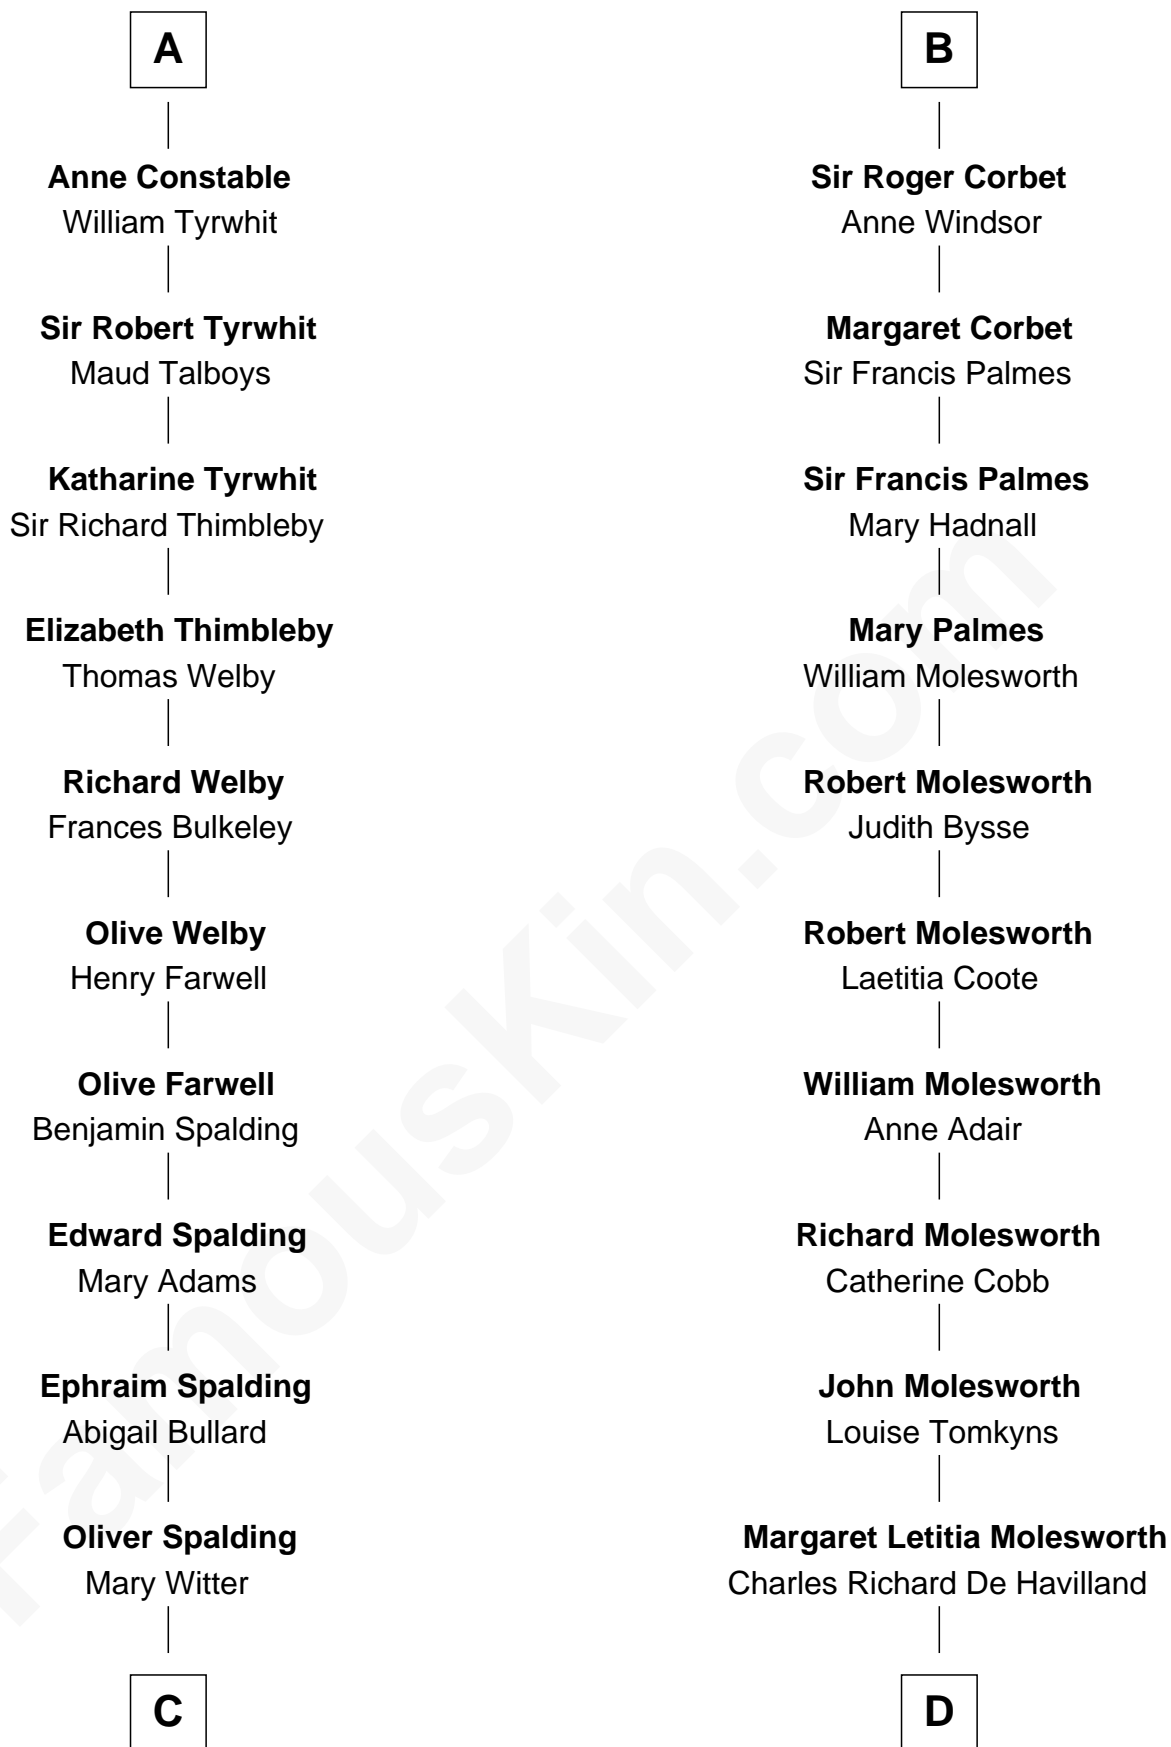 A
Anne Constable
William Tyrwhit
Sir Robert Tyrwhit
Maud Talboys
Katharine Tyrwhit
Sir Richard Thimbleby
Elizabeth Thimbleby
Thomas Welby
Richard Welby
Frances Bulkeley
Olive Welby
Henry Farwell
Olive Farwell
Benjamin Spalding
Edward Spalding
Mary Adams
Ephraim Spalding
Abigail Bullard
Oliver Spalding
Mary Witter
C
B
Sir Roger Corbet
Anne Windsor
Margaret Corbet
Sir Francis Palmes
Sir Francis Palmes
Mary Hadnall
Mary Palmes
William Molesworth
Robert Molesworth
Judith Bysse
Robert Molesworth
Laetitia Coote
William Molesworth
Anne Adair
Richard Molesworth
Catherine Cobb
John Molesworth
Louise Tomkyns
Margaret Letitia Molesworth
Charles Richard De Havilland
D
FamousKin.com